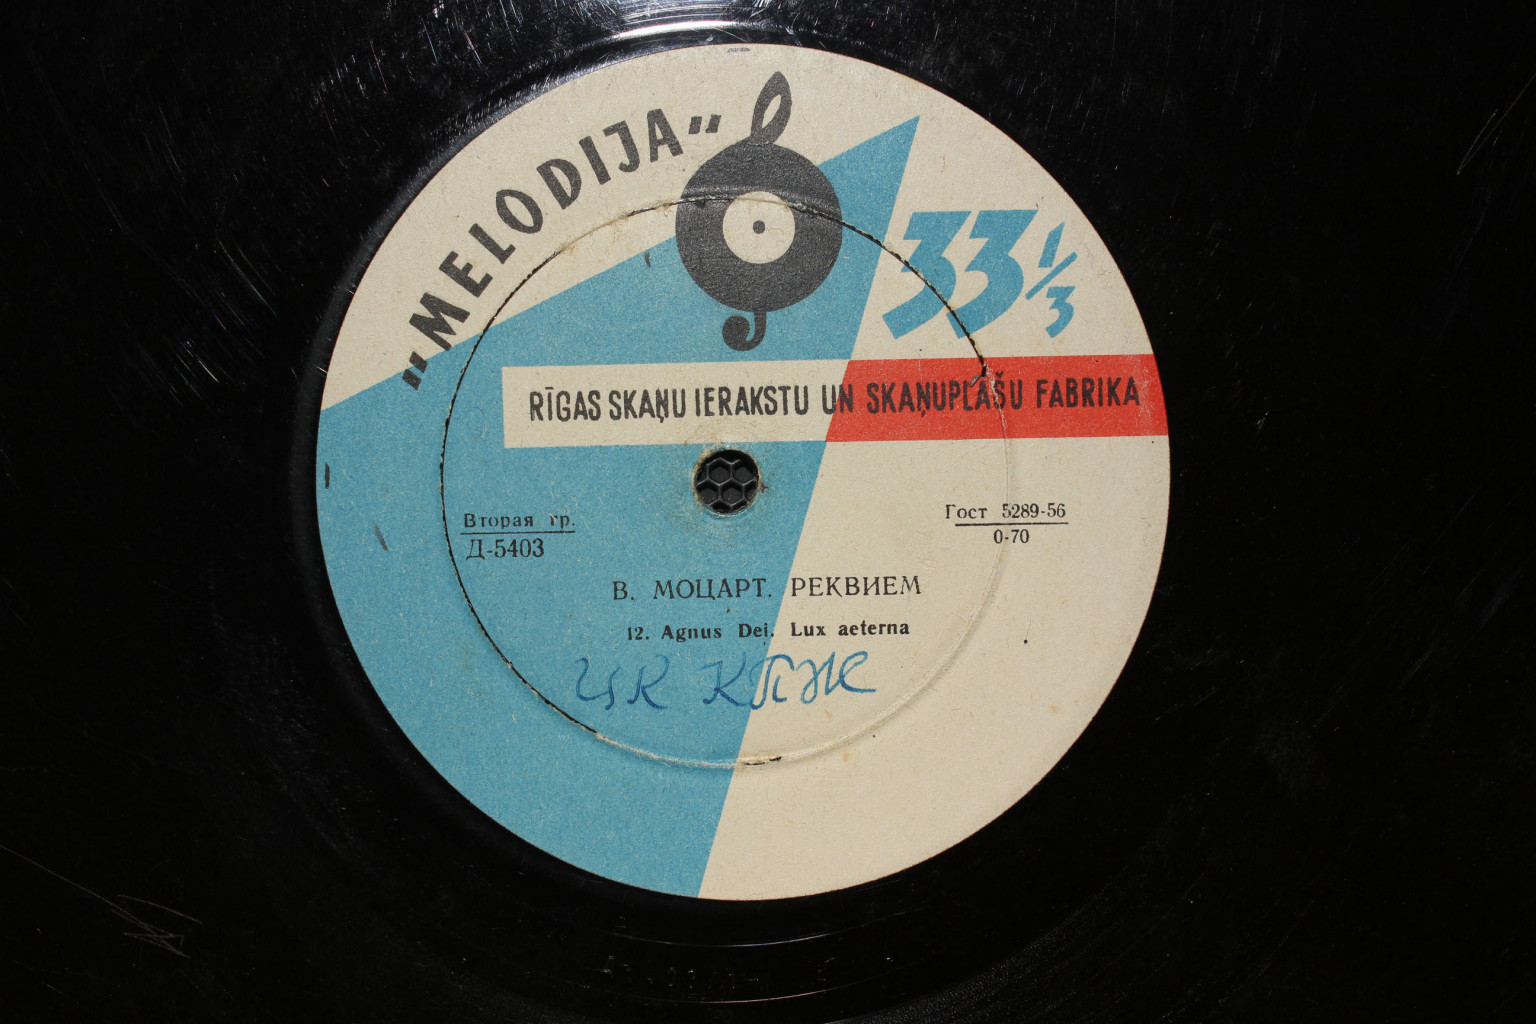 "MELODIJA"
33 1/3
RĪGAS SKAŅU IERAKSTU UN SKAŅUPLAŠU FABRIKA
Вторая гр.
Д-5403
Гост 5289-56
0-70
В. МОЦАРТ. РЕКВИЕМ
12. Agnus Dei. Lux aeterna